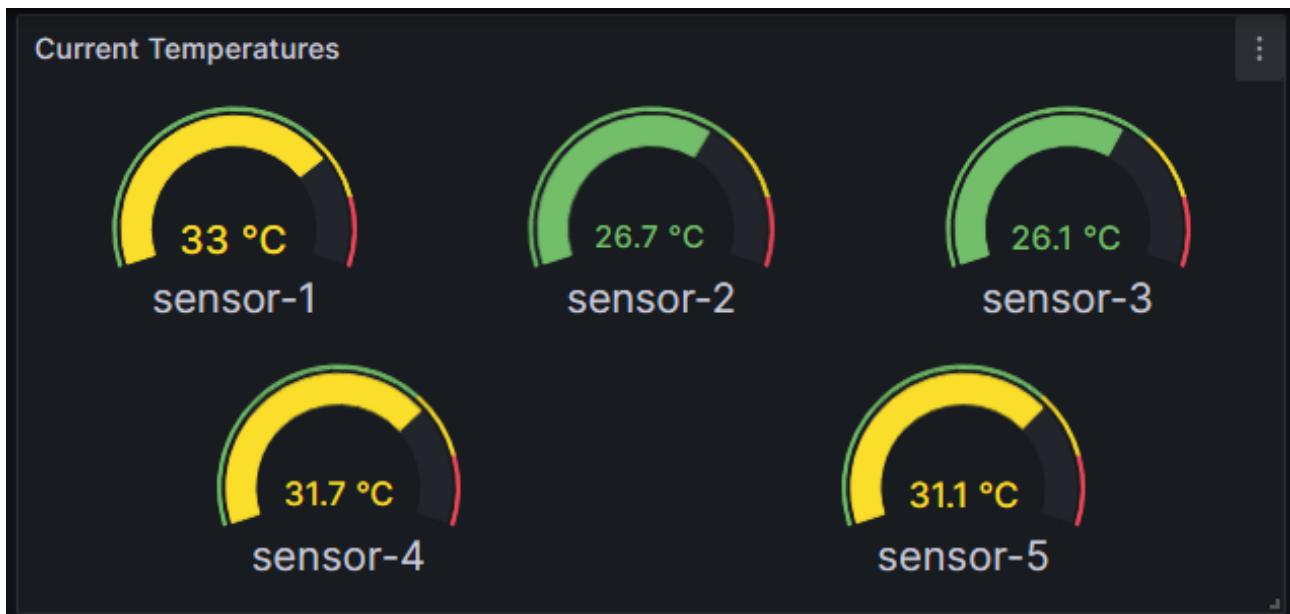 Current Temperatures
33 °C
26.7 °C
26.1 °C
sensor-1
sensor-2
sensor-3
31.7 °C
31.1 °C
sensor-4
sensor-5